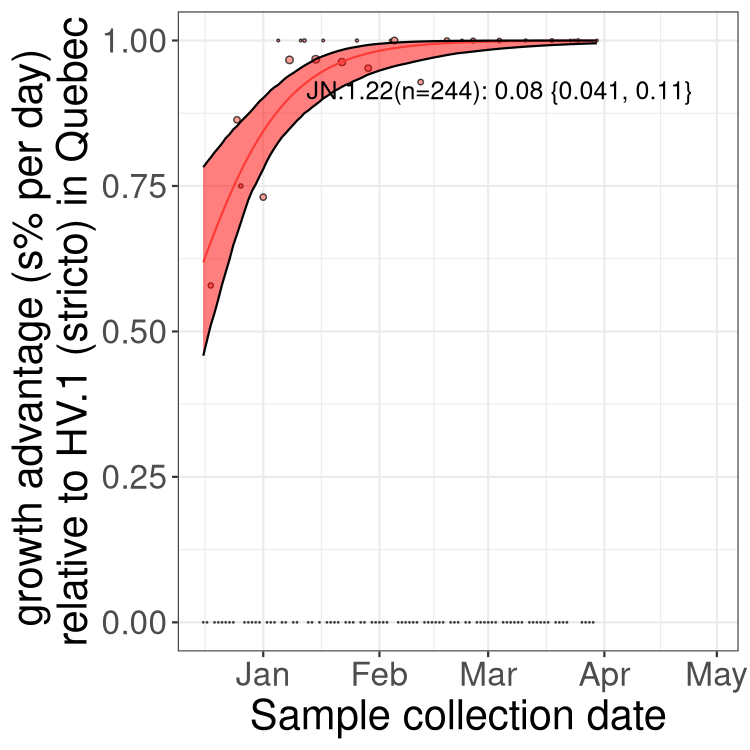 growth advantage (s% per day)
relative to HV.1 (stricto) in Quebec
1.00
0.75
0.50
0.25
0.00
JN.1.22(n=244): 0.08 {0.041, 0.11}
Jan Feb Mar Apr May
Sample collection date